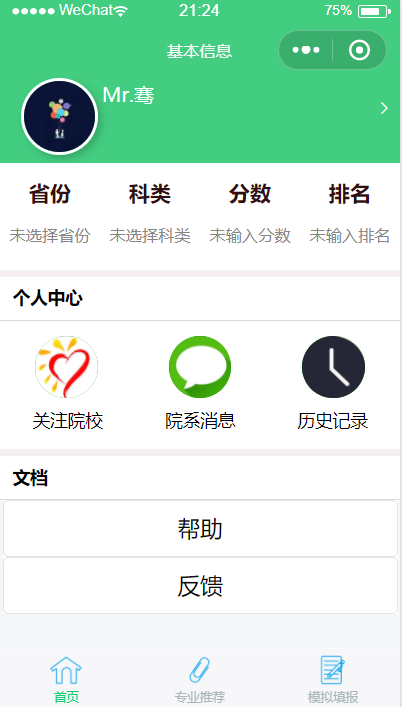 WeChat 21:24 75%
基本信息
Mr.骞
省份 科类 分数 排名
未选择省份 未选择科类 未输入分数 未输入排名
个人中心
关注院校 院系消息 历史记录
文档
帮助
反馈
首页 专业推荐 模拟填报